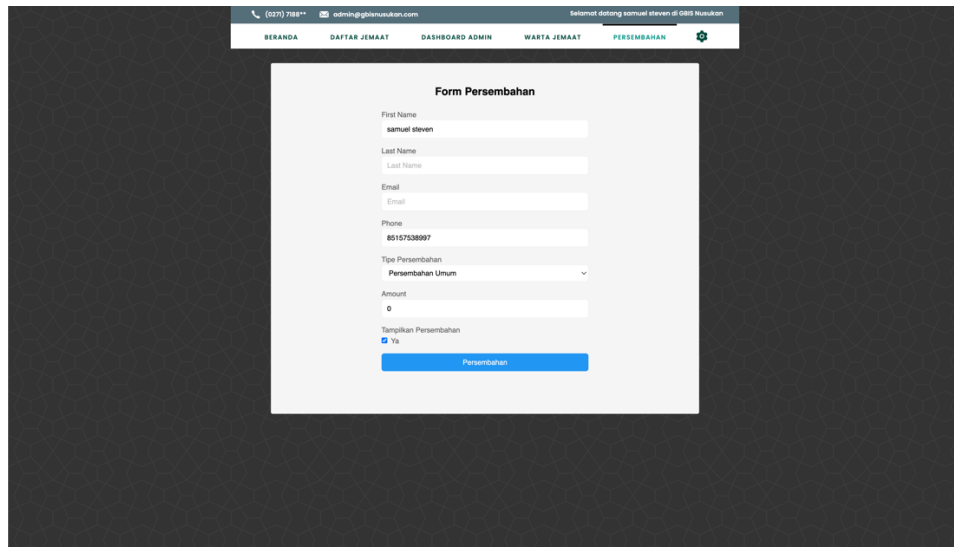 (0271) 7188** admin@gbisnusukan.com Selamat datang samuel steven di GBIS Nusukan
BERANDA DAFTAR JEMAAT DASHBOARD ADMIN WARTA JEMAAT PERSEMBAHAN
Form Persembahan
First Name
samuel steven
Last Name
Last Name
Email
Email
Phone
85157538997
Tipe Persembahan
Persembahan Umum
Amount
0
Tampilkan Persembahan
Ya
Persembahan